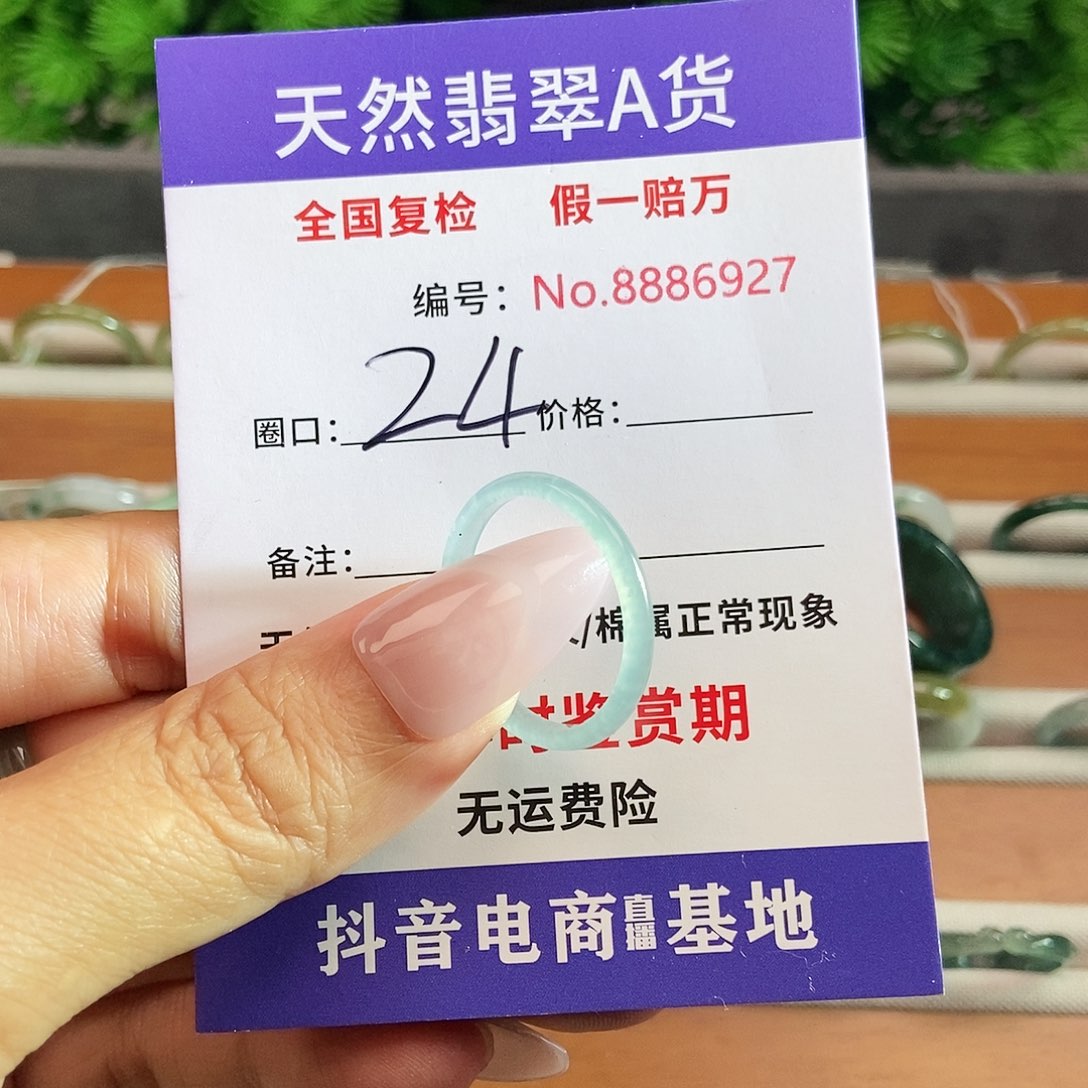 天然翡翠A货
全国复检 假一赔万
编号：No.8886927
圈口：24 价格：
备注：
/棉属正常现象
时鉴赏期
无运费险
抖音电商直播基地